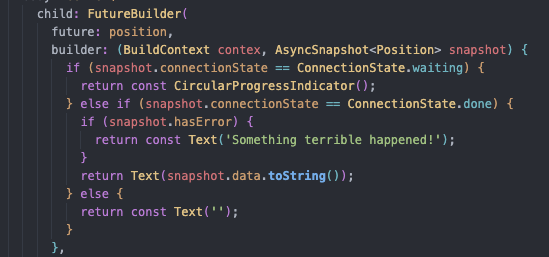 child: FutureBuilder(
future: position,
builder: (BuildContext contex, AsyncSnapshot<Position> snapshot) {
if (snapshot.connectionState == ConnectionState.waiting) {
return const CircularProgressIndicator();
} else if (snapshot.connectionState == ConnectionState.done) {
if (snapshot.hasError) {
return const Text('Something terrible happened!');
}
return Text(snapshot.data.toString());
} else {
return const Text('');
}
},